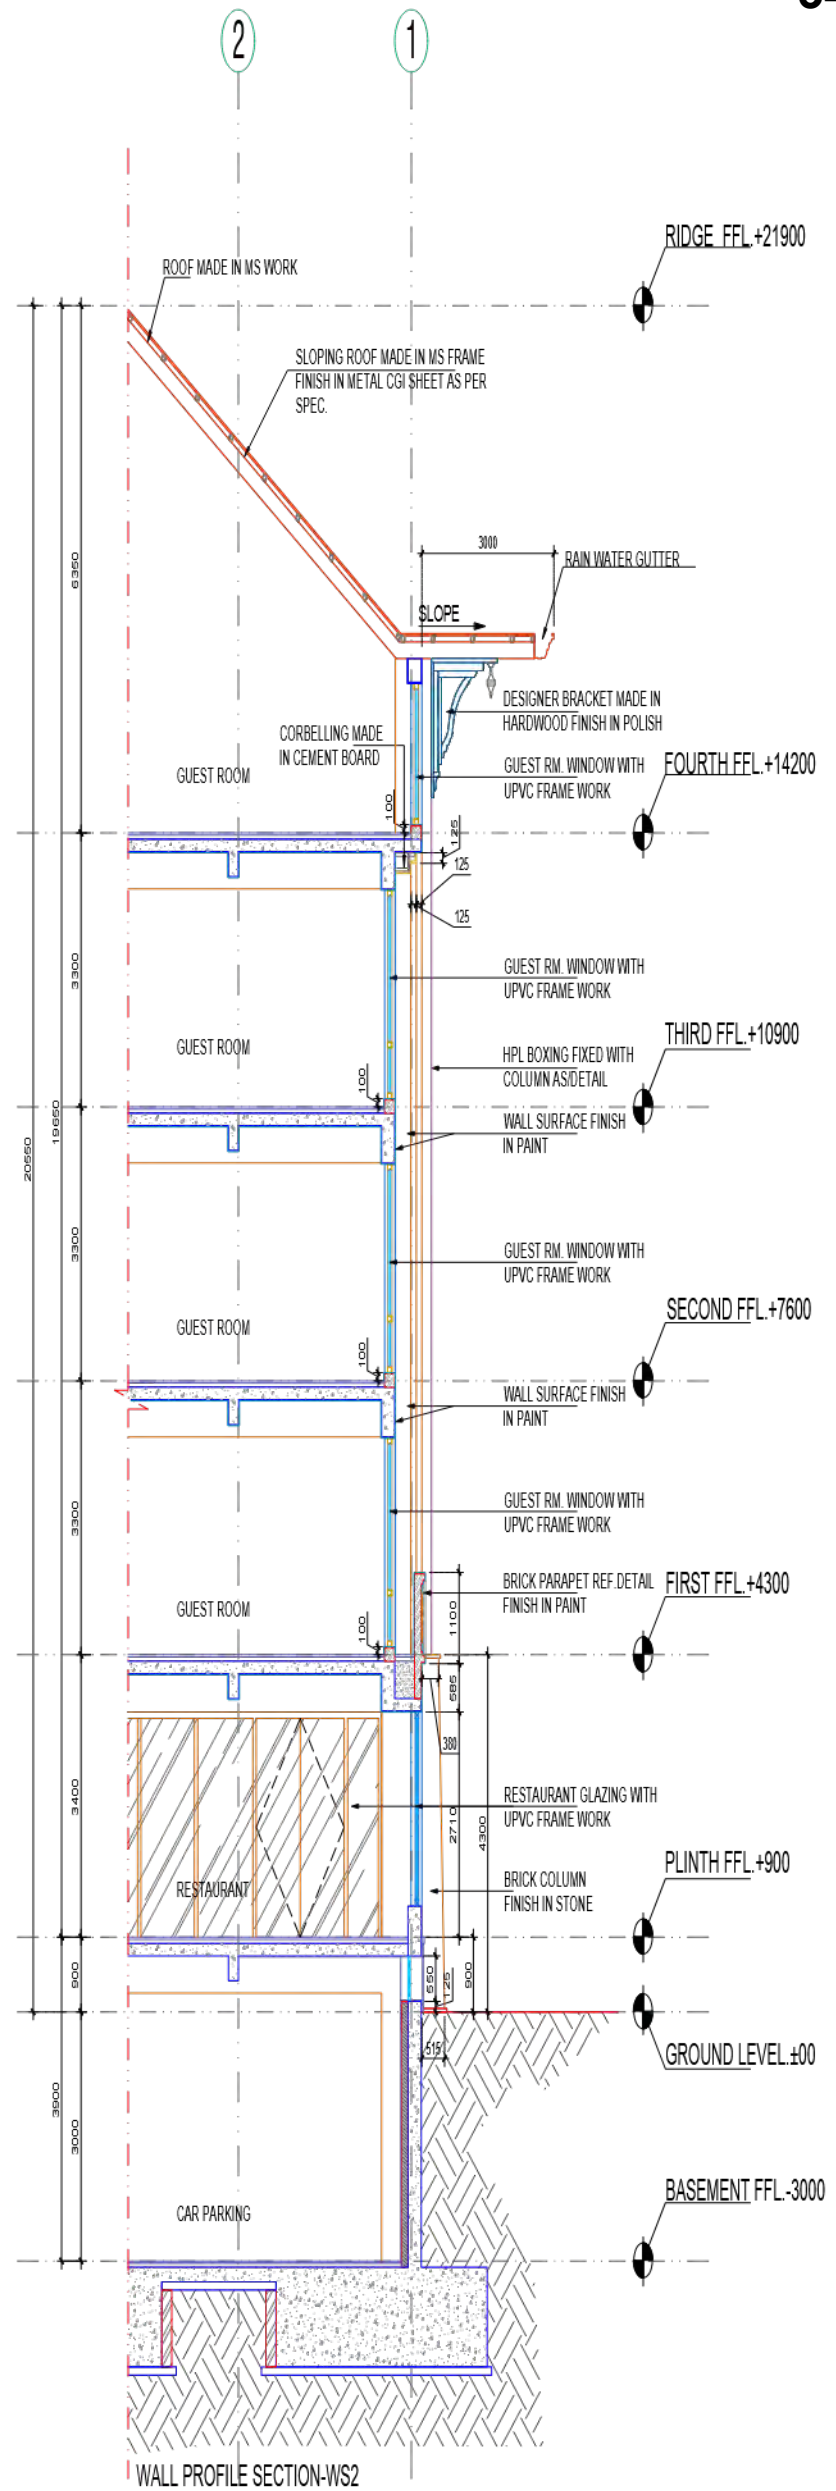 2
1
RIDGE FFL.+21900
ROOF MADE IN MS WORK
SLOPING ROOF MADE IN MS FRAME
FINISH IN METAL CGI SHEET AS PER
SPEC.
3000
RAIN WATER GUTTER
6350
SLOPE
DESIGNER BRACKET MADE IN
HARDWOOD FINISH IN POLISH
CORBELLING MADE
IN CEMENT BOARD
GUEST ROOM
GUEST RM. WINDOW WITH
UPVC FRAME WORK
FOURTH FFL.+14200
100
125
125
125
3300
GUEST RM. WINDOW WITH
UPVC FRAME WORK
GUEST ROOM
THIRD FFL.+10900
HPL BOXING FIXED WITH
COLUMN AS/DETAIL
100
WALL SURFACE FINISH
IN PAINT
20550
19650
3300
GUEST RM. WINDOW WITH
UPVC FRAME WORK
GUEST ROOM
SECOND FFL.+7600
100
WALL SURFACE FINISH
IN PAINT
3300
GUEST RM. WINDOW WITH
UPVC FRAME WORK
BRICK PARAPET REF.DETAIL
FINISH IN PAINT
FIRST FFL.+4300
GUEST ROOM
1100
100
585
380
3400
RESTAURANT GLAZING WITH
UPVC FRAME WORK
2710
4300
RESTAURANT
BRICK COLUMN
FINISH IN STONE
PLINTH FFL.+900
900
550
125
900
515
GROUND LEVEL.±00
3900
3000
CAR PARKING
BASEMENT FFL.-3000
WALL PROFILE SECTION-WS2